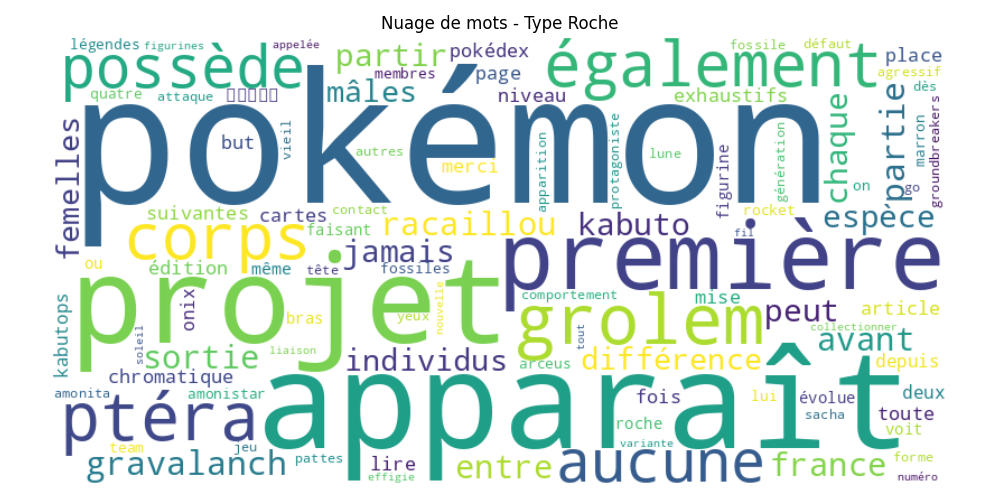 Nuage de mots - Type Roche
légendes figurines appelée partir pokédex fossile défaut place
possède membres page également agressif
quatre attaque mâles niveau exhaustifs dès
pokémon
femelles but vieil autres merci apparition protagoniste lune figurine génération chaque partie marron groundbreakers
on go
suivantes cartes contact racaillou kabuto rocket espèce
corps faisant jamais première fil
ou édition même tête fossiles
projet
kabutops onix soleil bras yeux nouvelle comportement mise peut article
grolem collectionner
tout avant
sortie liaison individus arceus différence depuis
chromatique apparaît
amonita amonistar fois lui évolue deux
ptéra sacha toute
roche voit
team jeu variante
gravalanch pattes lire entre aucune france forme
effigie numéro